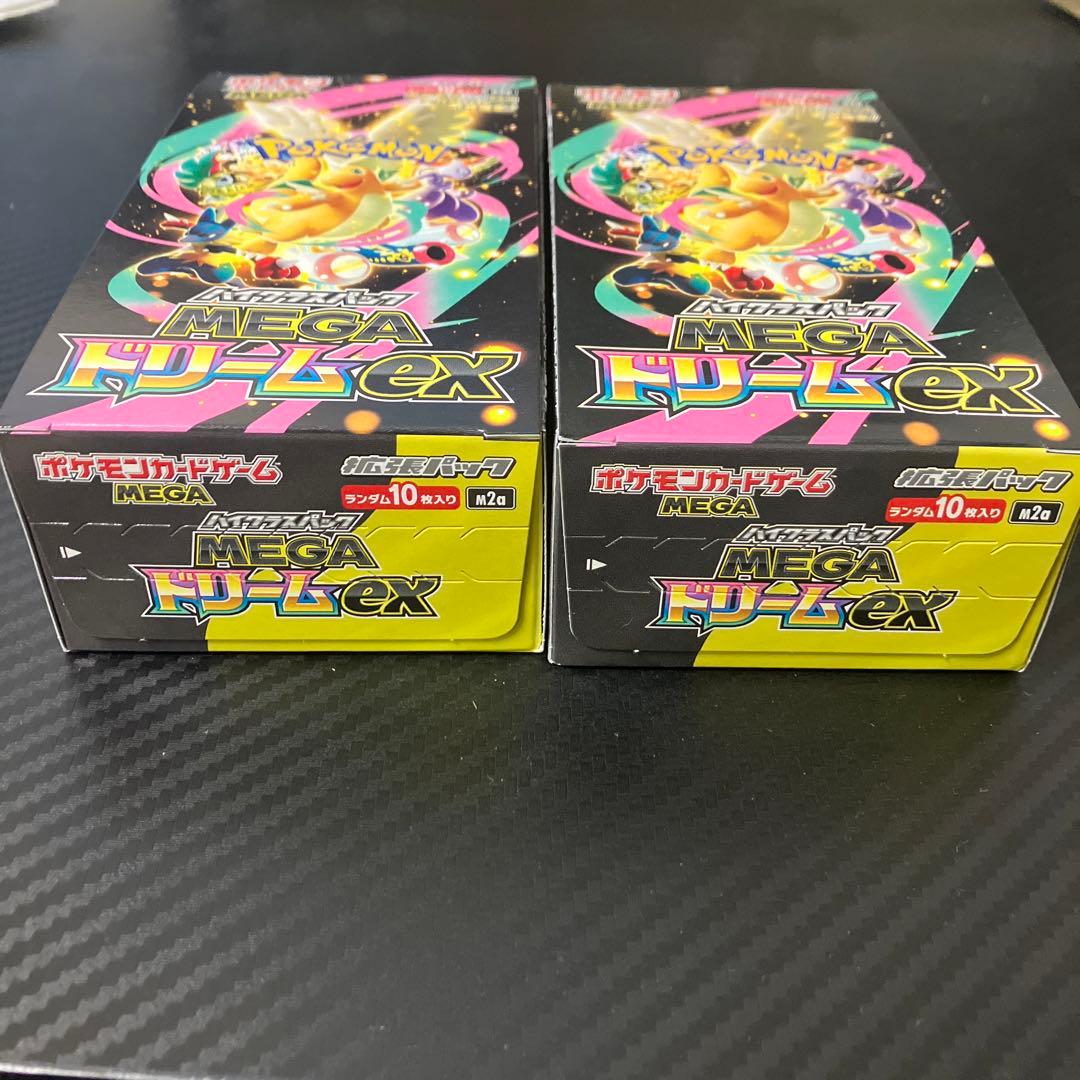 POKÉMON
ハイクラスパック
MEGA
ドリームex
ポケモンカードゲーム
MEGA
拡張パック
ランダム10枚入り
M2a
ハイクラスパック
MEGA
ドリームex
POKÉMON
ハイクラスパック
MEGA
ドリームex
ポケモンカードゲーム
MEGA
拡張パック
ランダム10枚入り
M2a
ハイクラスパック
MEGA
ドリームex